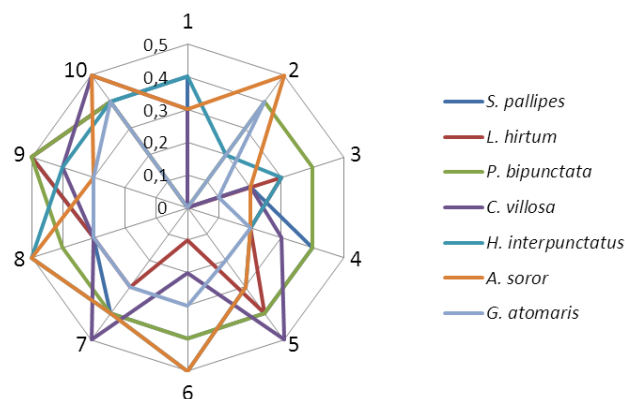 1
2
3
4
5
6
7
8
9
10
0,5
0,4
0,3
0,2
0,1
0
S. pallipes
L. hirtum
P. bipunctata
C. villosa
H. interpunctatus
A. soror
G. atomaris